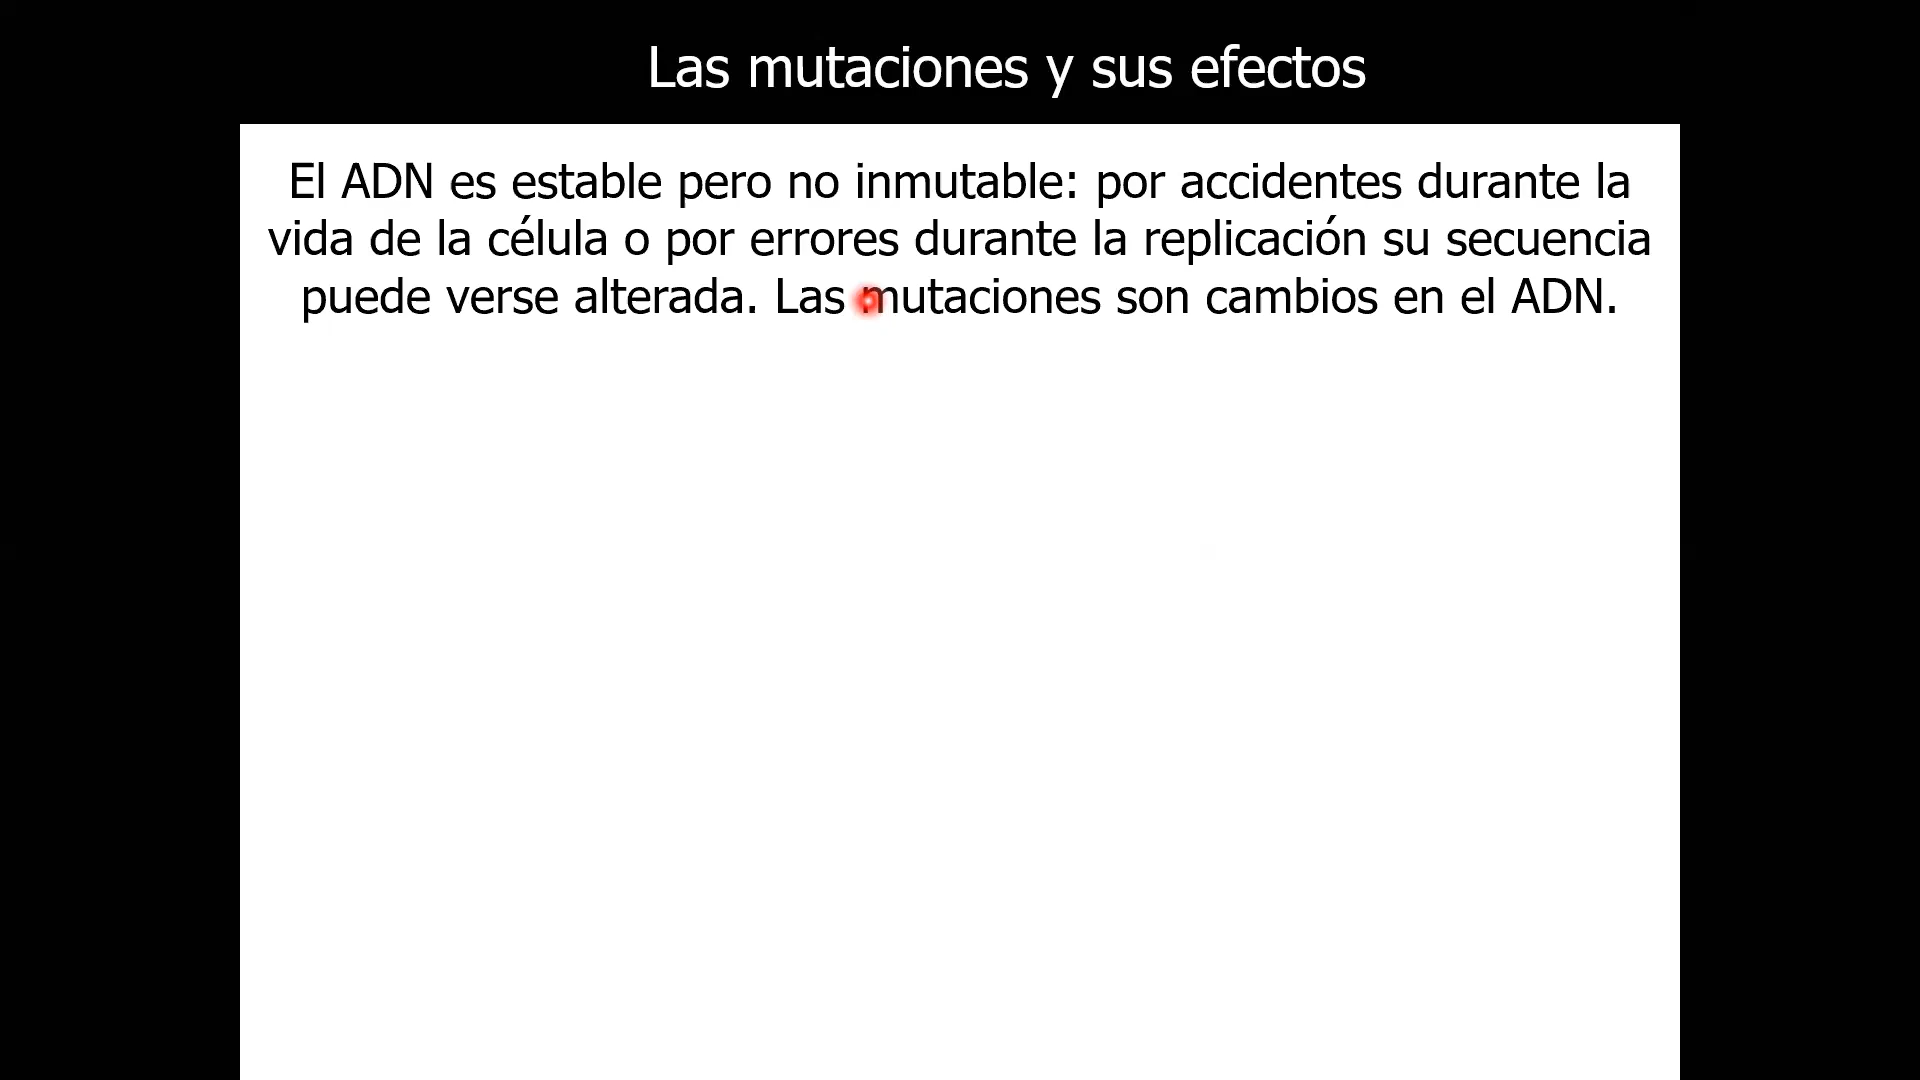 Las mutaciones y sus efectos
El ADN es estable pero no inmutable: por accidentes durante la
vida de la célula o por errores durante la replicación su secuencia
puede verse alterada. Las mutaciones son cambios en el ADN.